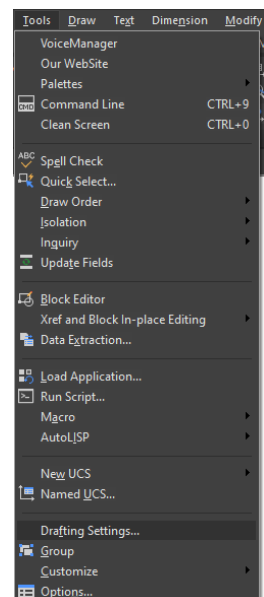 Tools Draw Text Dimension Modify
VoiceManager
Our WebSite
Palettes
CMD Command Line CTRL+9
Clean Screen CTRL+0
ABC Spell Check
Quick Select...
Draw Order
Isolation
Inquiry
Update Fields
Block Editor
Xref and Block In-place Editing
Data Extraction...
Load Application...
Run Script...
Macro
AutoLISP
New UCS
Named UCS...
Drafting Settings...
Group
Customize
Options...